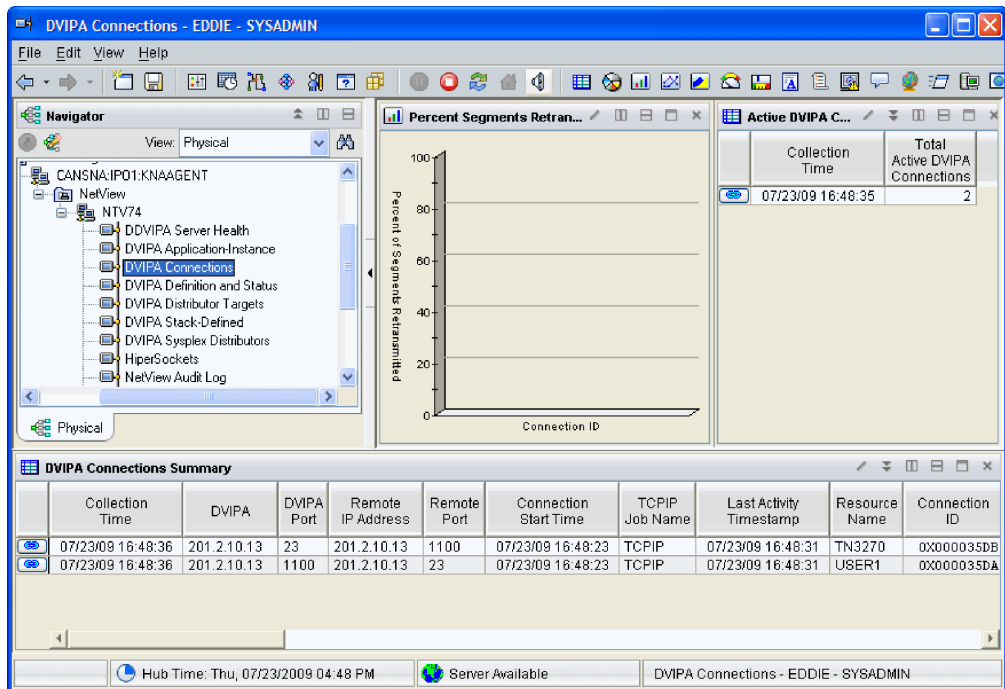 DVIPA Connections - EDDIE - SYSADMIN
File Edit View Help
Navigator
View: Physical
CANSNA:IPO1:KNAAGENT
NetView
NTV74
DDVIPA Server Health
DVIPA Application-Instance
DVIPA Connections
DVIPA Definition and Status
DVIPA Distributor Targets
DVIPA Stack-Defined
DVIPA Sysplex Distributors
HiperSockets
NetView Audit Log
Physical
Percent Segments Retran...
Percent of Segments Retransmitted
100
80
60
40
20
0
Connection ID
Active DVIPA C...
Collection Time Total Active DVIPA Connections
07/23/09 16:48:35 2
DVIPA Connections Summary
Collection Time DVIPA DVIPA Port Remote IP Address Remote Port Connection Start Time TCPIP Job Name Last Activity Timestamp Resource Name Connection ID
07/23/09 16:48:36 201.2.10.13 23 201.2.10.13 1100 07/23/09 16:48:23 TCPIP 07/23/09 16:48:31 TN3270 0X000035DB
07/23/09 16:48:36 201.2.10.13 1100 201.2.10.13 23 07/23/09 16:48:23 TCPIP 07/23/09 16:48:31 USER1 0X000035DA
Hub Time: Thu, 07/23/2009 04:48 PM Server Available DVIPA Connections - EDDIE - SYSADMIN